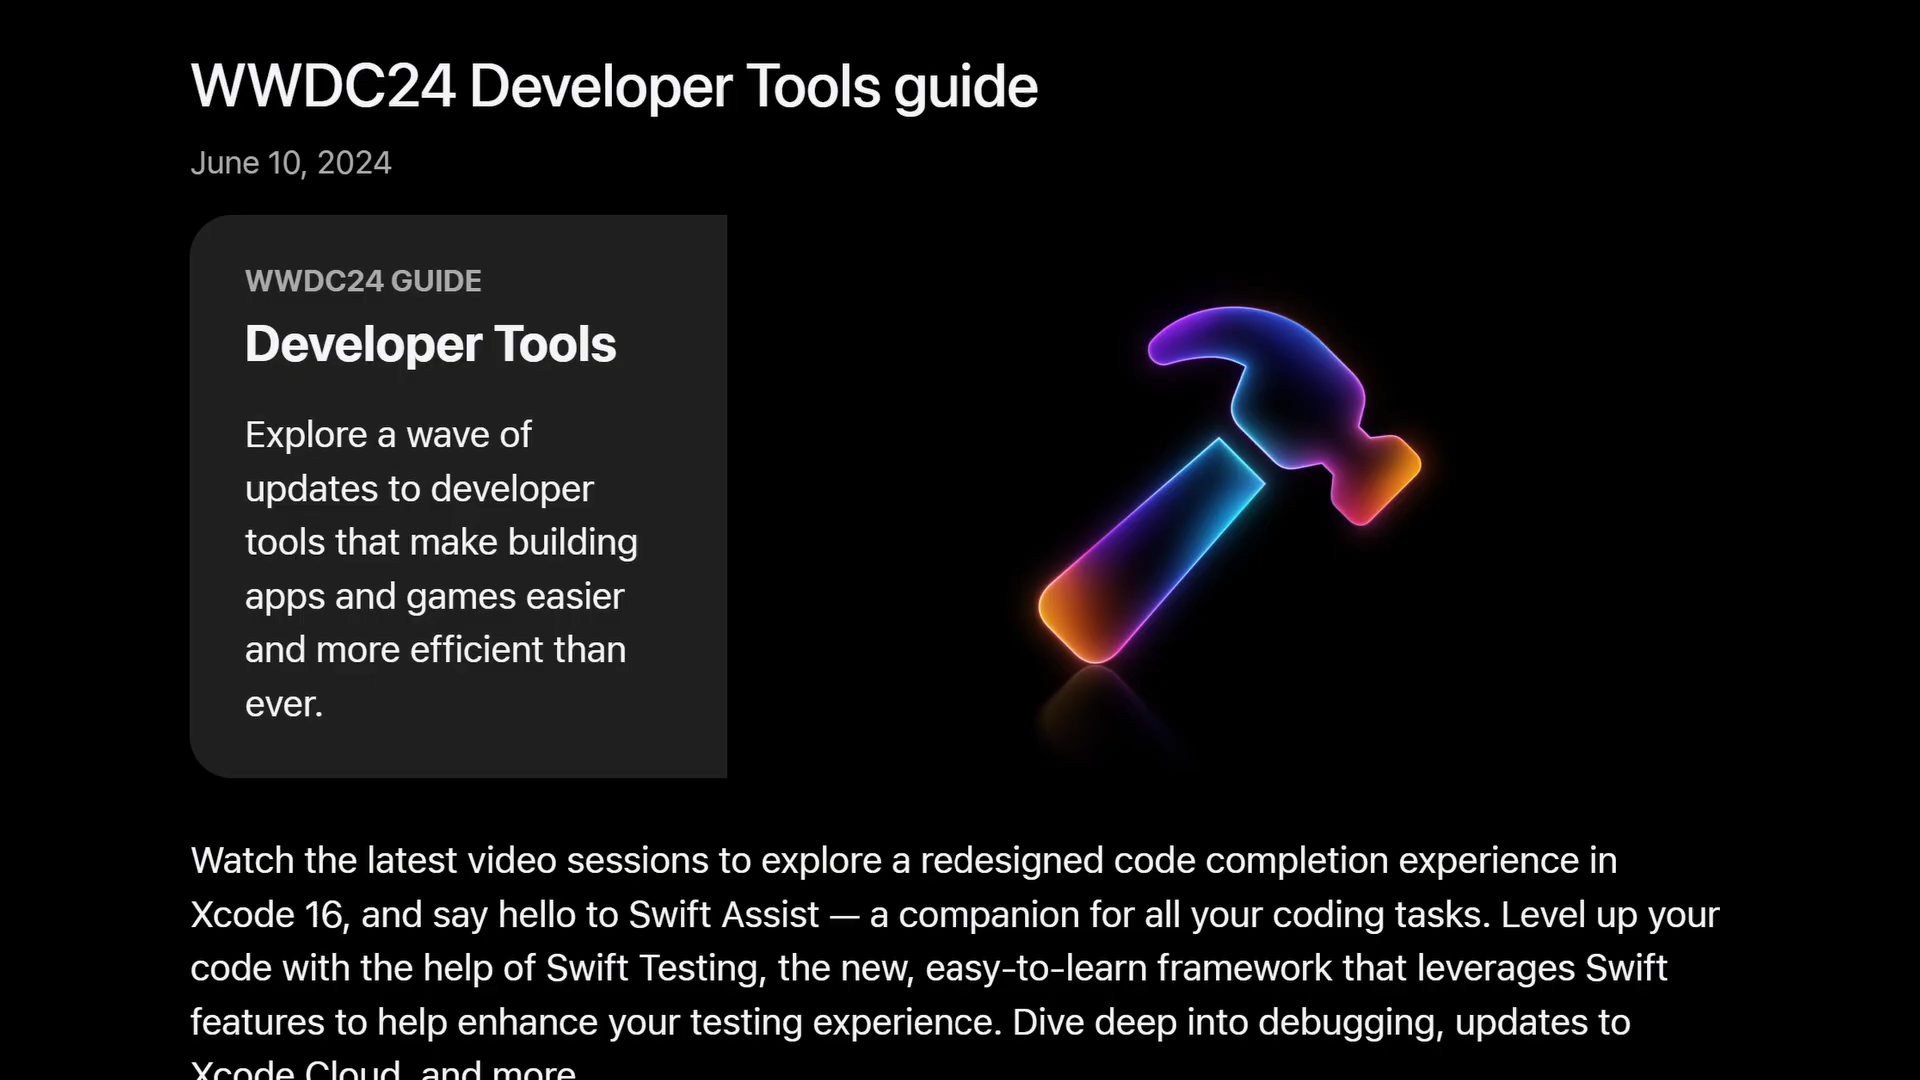 WWDC24 Developer Tools guide
June 10, 2024
WWDC24 GUIDE
Developer Tools
Explore a wave of
updates to developer
tools that make building
apps and games easier
and more efficient than
ever.
Watch the latest video sessions to explore a redesigned code completion experience in
Xcode 16, and say hello to Swift Assist — a companion for all your coding tasks. Level up your
code with the help of Swift Testing, the new, easy-to-learn framework that leverages Swift
features to help enhance your testing experience. Dive deep into debugging, updates to
Xcode Cloud, and more.